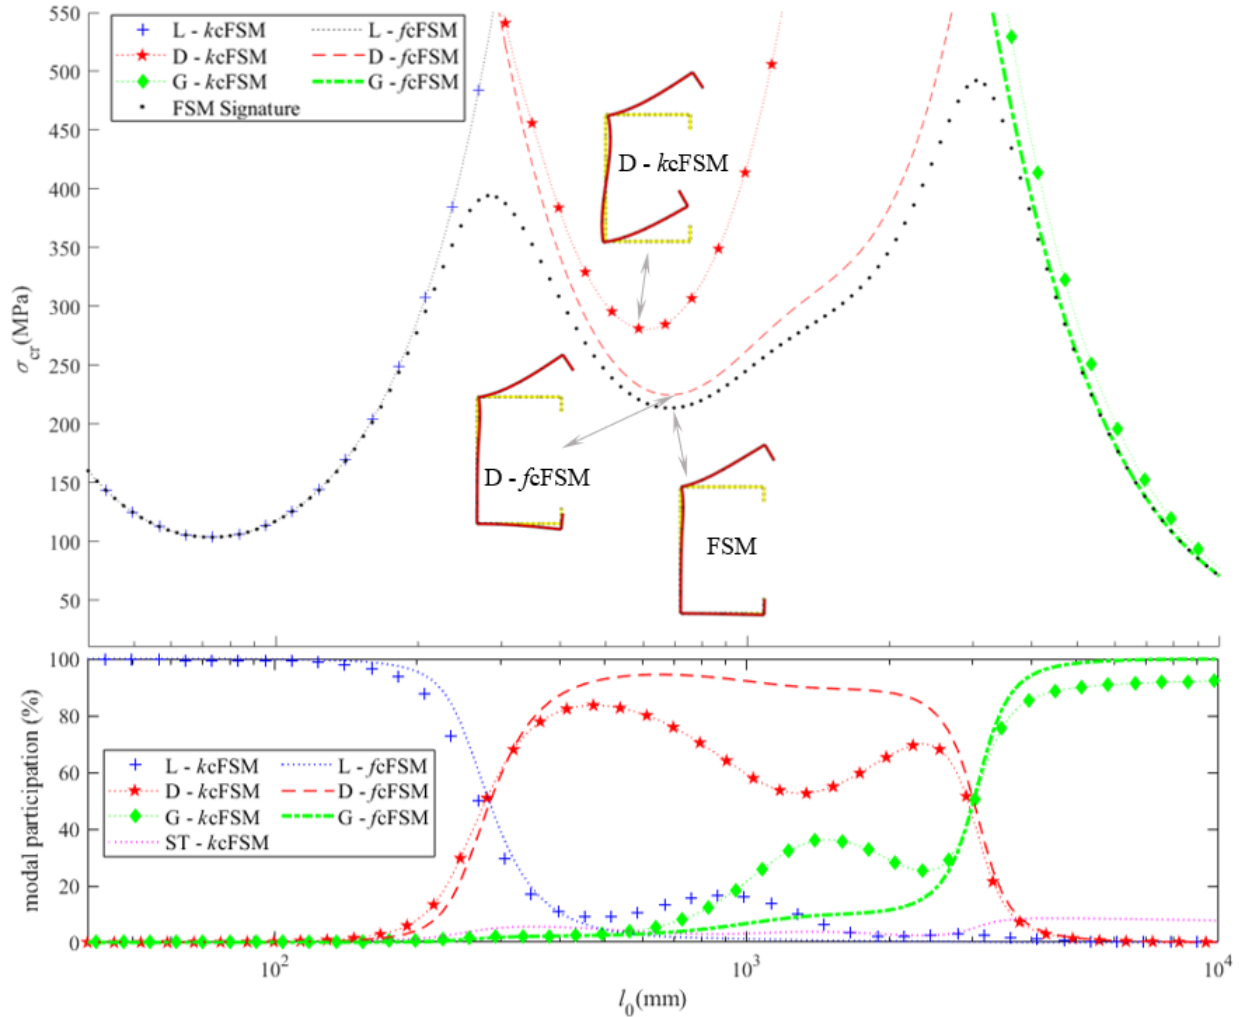 550
500
450
400
350
300
250
200
150
100
50
σcr(MPa)
L - kcFSM
L - fcFSM
D - kcFSM
D - fcFSM
G - kcFSM
G - fcFSM
FSM Signature
D - kcFSM
D - fcFSM
FSM
100
80
60
40
20
0
modal participation (%)
L - kcFSM
L - fcFSM
D - kcFSM
D - fcFSM
G - kcFSM
G - fcFSM
ST - kcFSM
10²
10³
10⁴
l₀(mm)